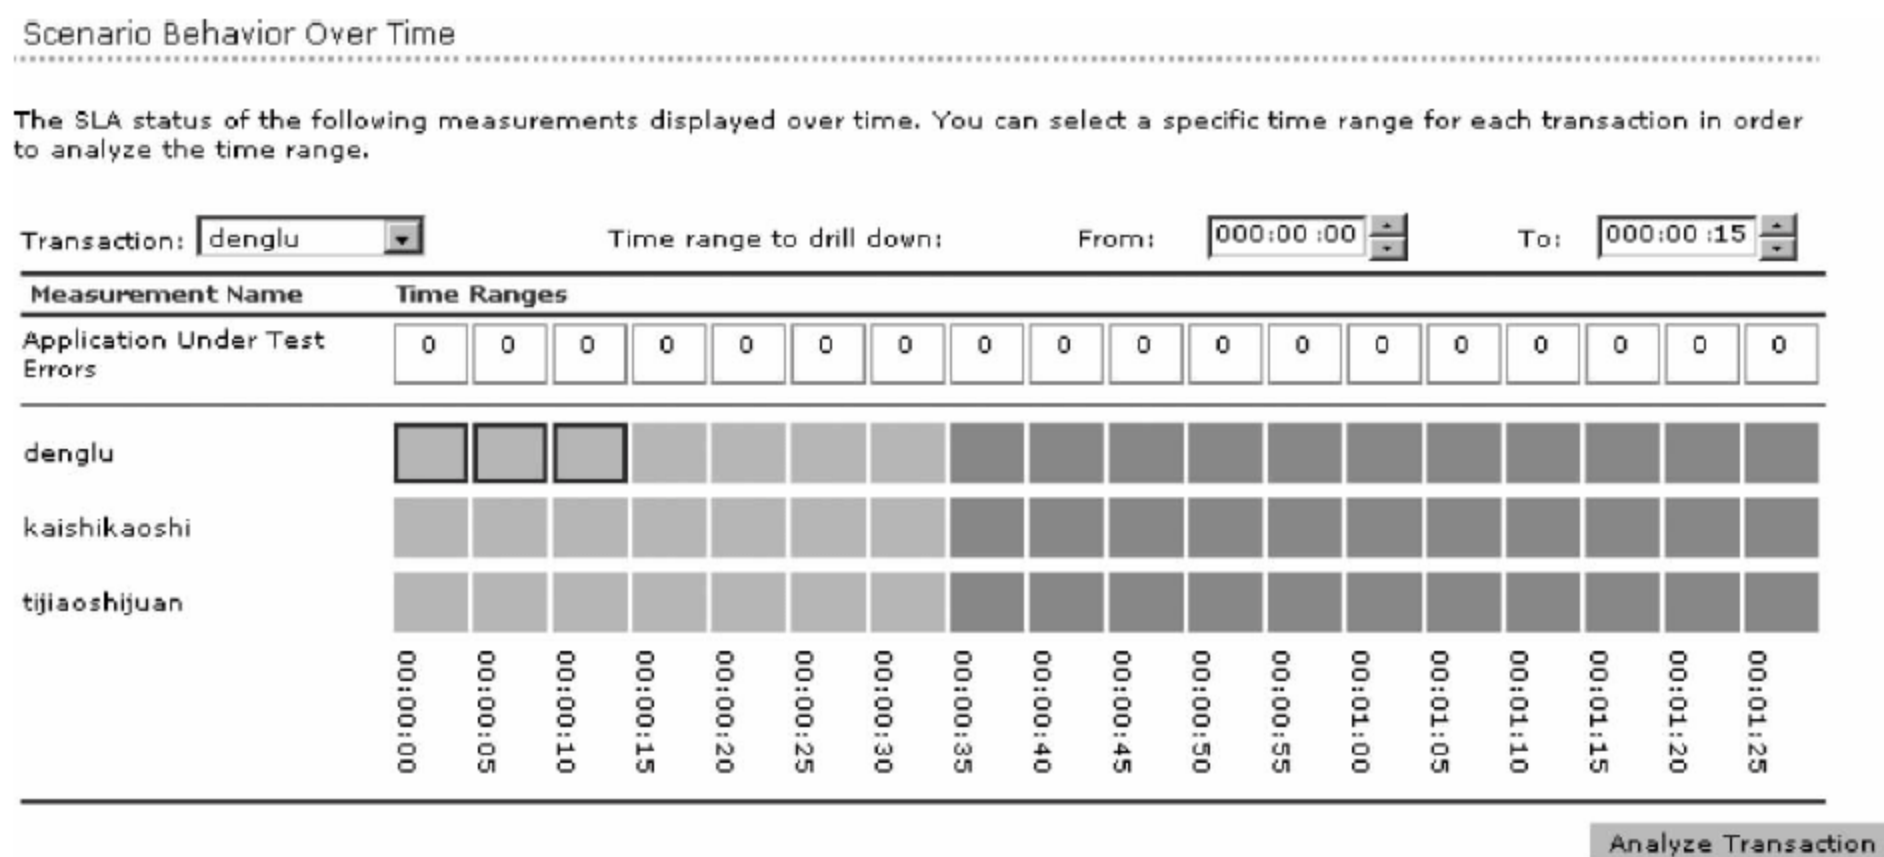 Scenario Behavior Over Time
The SLA status of the following measurements displayed over time. You can select a specific time range for each transaction in order
to analyze the time range.
Transaction: denglu Time range to drill down: From: 000:00:00 To: 000:00:15
Measurement Name Time Ranges
Application Under Test
Errors
0 0 0 0 0 0 0 0 0 0 0 0 0 0 0 0 0 0
denglu
kaishikaoshi
tijiaoshijuan
00:00:00 00:00:05 00:00:10 00:00:15 00:00:20 00:00:25 00:00:30 00:00:35 00:00:40 00:00:45 00:00:50 00:00:55 00:01:00 00:01:05 00:01:10 00:01:15 00:01:20 00:01:25
Analyze Transaction